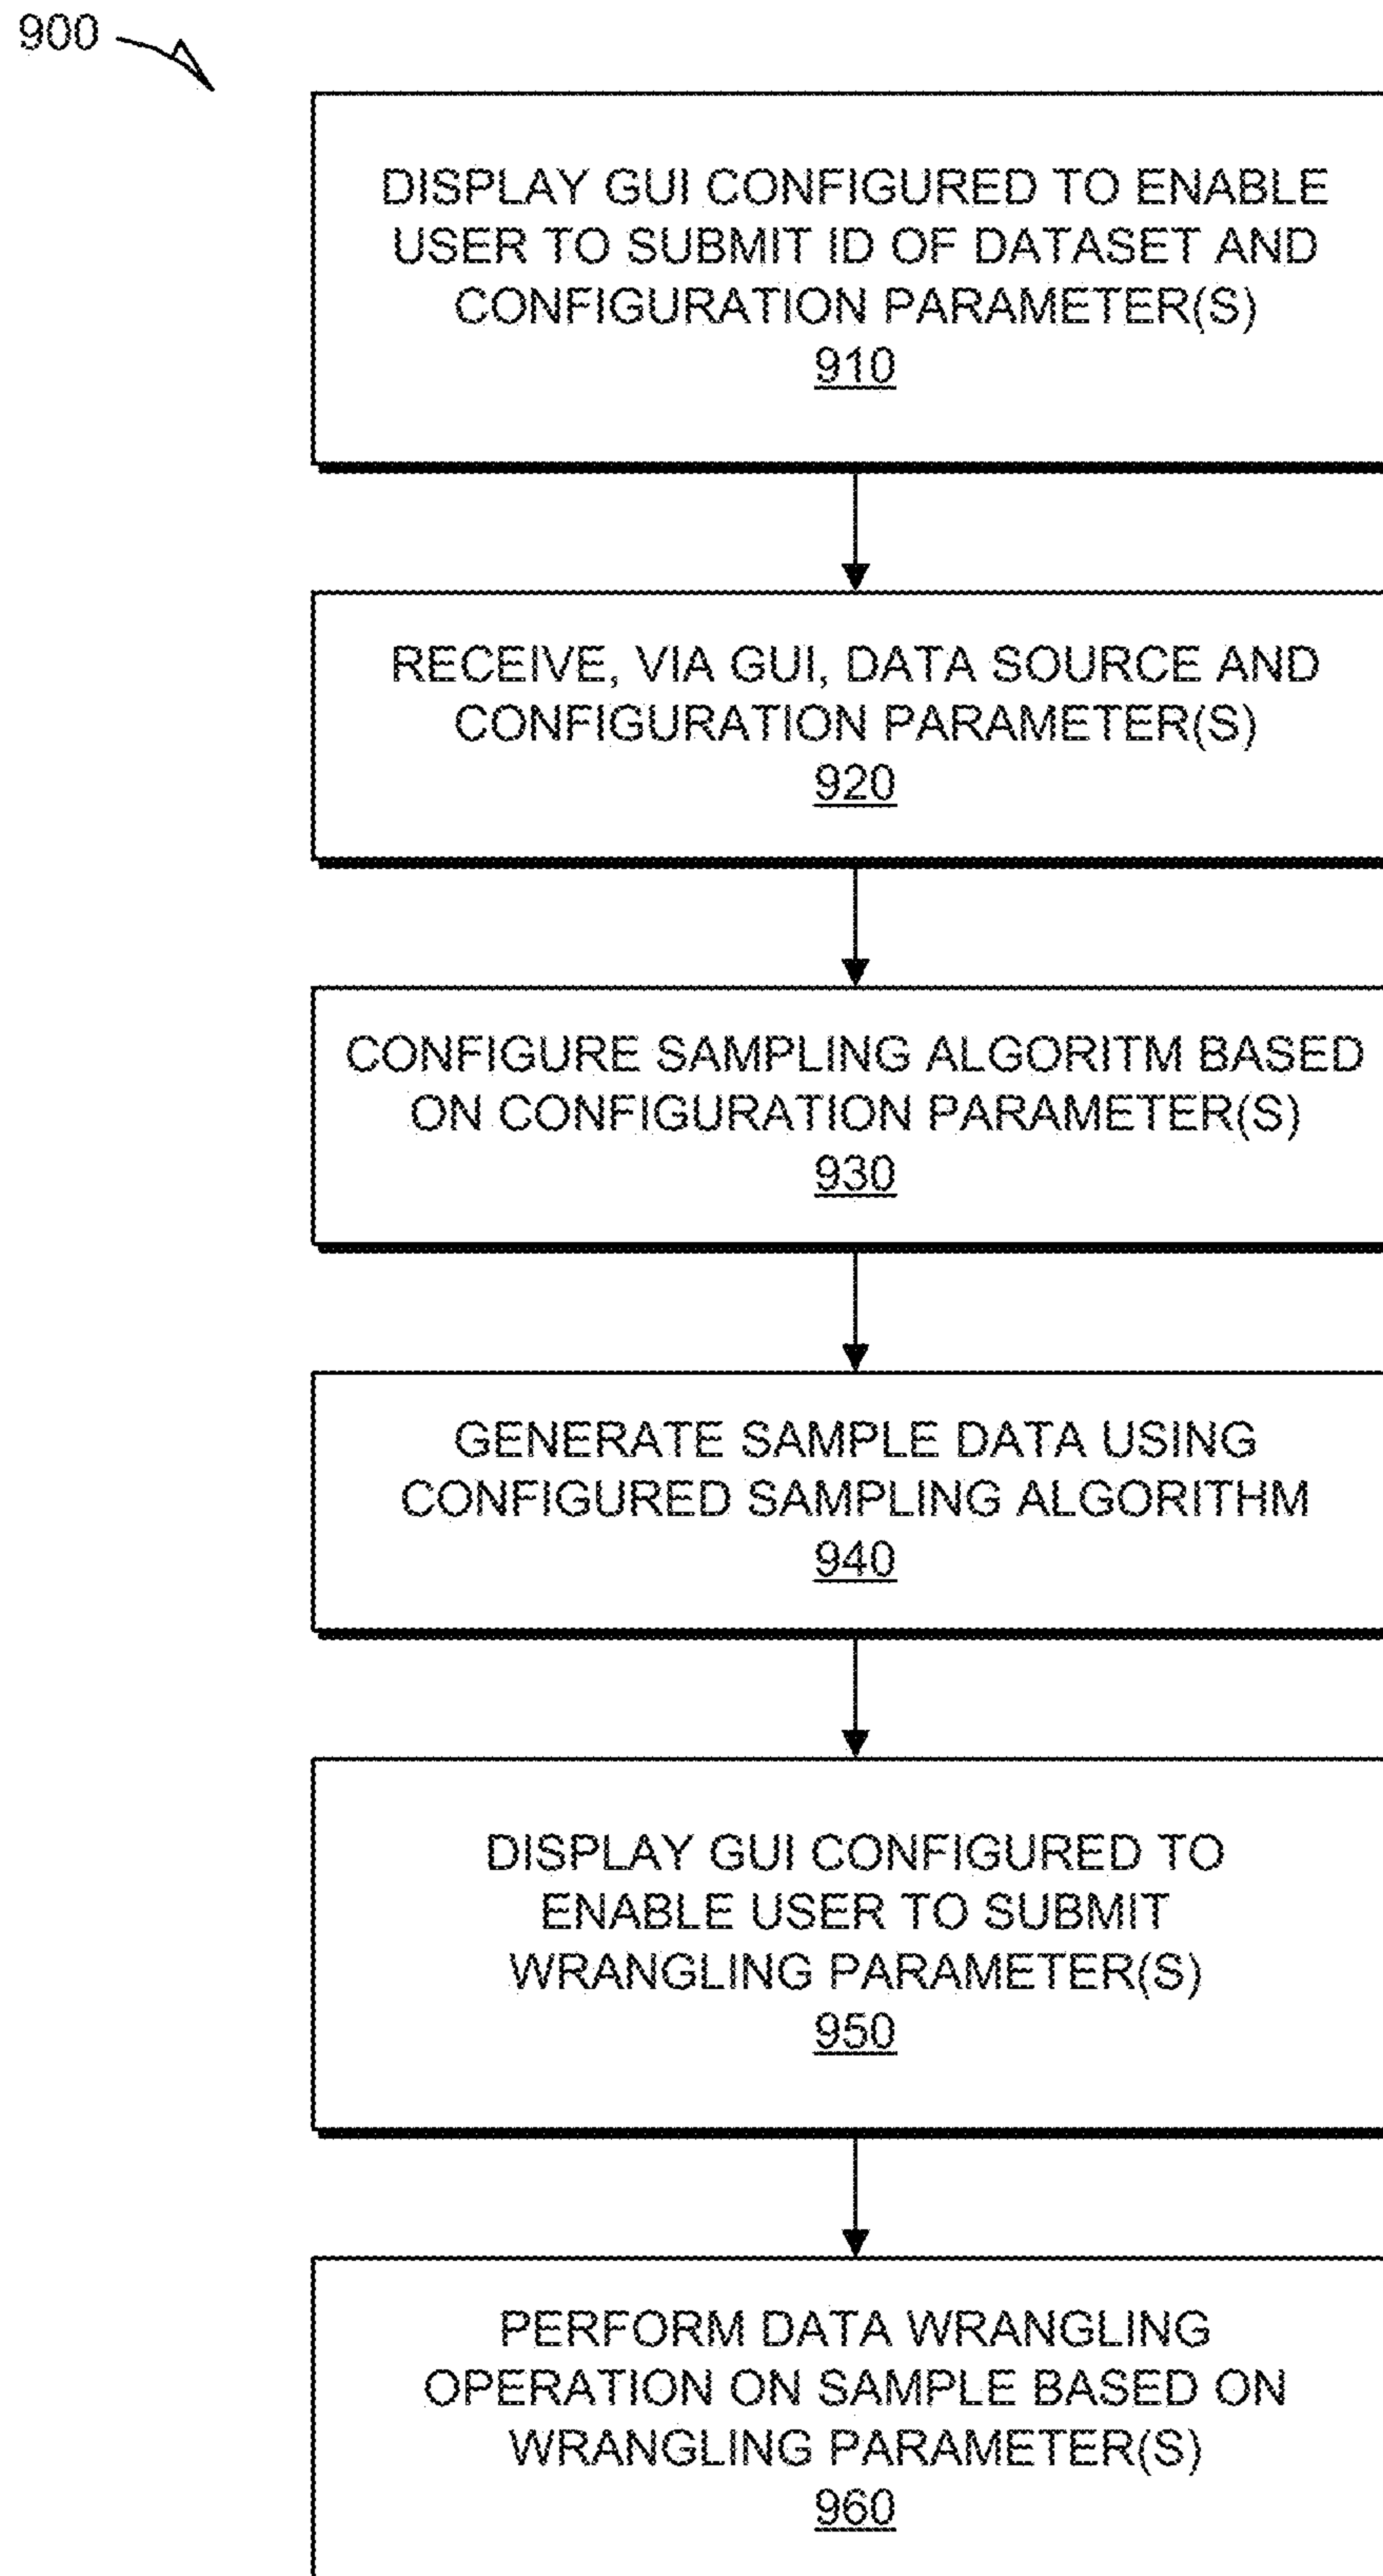 900
DISPLAY GUI CONFIGURED TO ENABLE
USER TO SUBMIT ID OF DATASET AND
CONFIGURATION PARAMETER(S)
910
RECEIVE, VIA GUI, DATA SOURCE AND
CONFIGURATION PARAMETER(S)
920
CONFIGURE SAMPLING ALGORITM BASED
ON CONFIGURATION PARAMETER(S)
930
GENERATE SAMPLE DATA USING
CONFIGURED SAMPLING ALGORITHM
940
DISPLAY GUI CONFIGURED TO
ENABLE USER TO SUBMIT
WRANGLING PARAMETER(S)
950
PERFORM DATA WRANGLING
OPERATION ON SAMPLE BASED ON
WRANGLING PARAMETER(S)
960